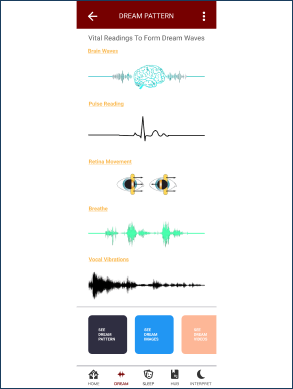 DREAM PATTERN
Vital Readings To Form Dream Waves
Brain Waves
Pulse Reading
Retina Movement
Breathe
Vocal Vibrations
SEE
DREAM
PATTERN
SEE
DREAM
IMAGES
SEE
DREAM
VIDEOS
HOME
DREAM
SLEEP
HUB
INTERPRET